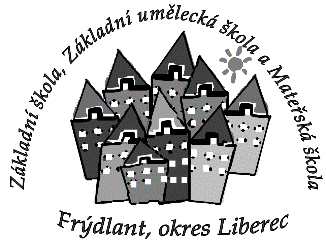 Základní škola, Základní umělecká škola a Mateřská škola
Frýdlant, okres Liberec